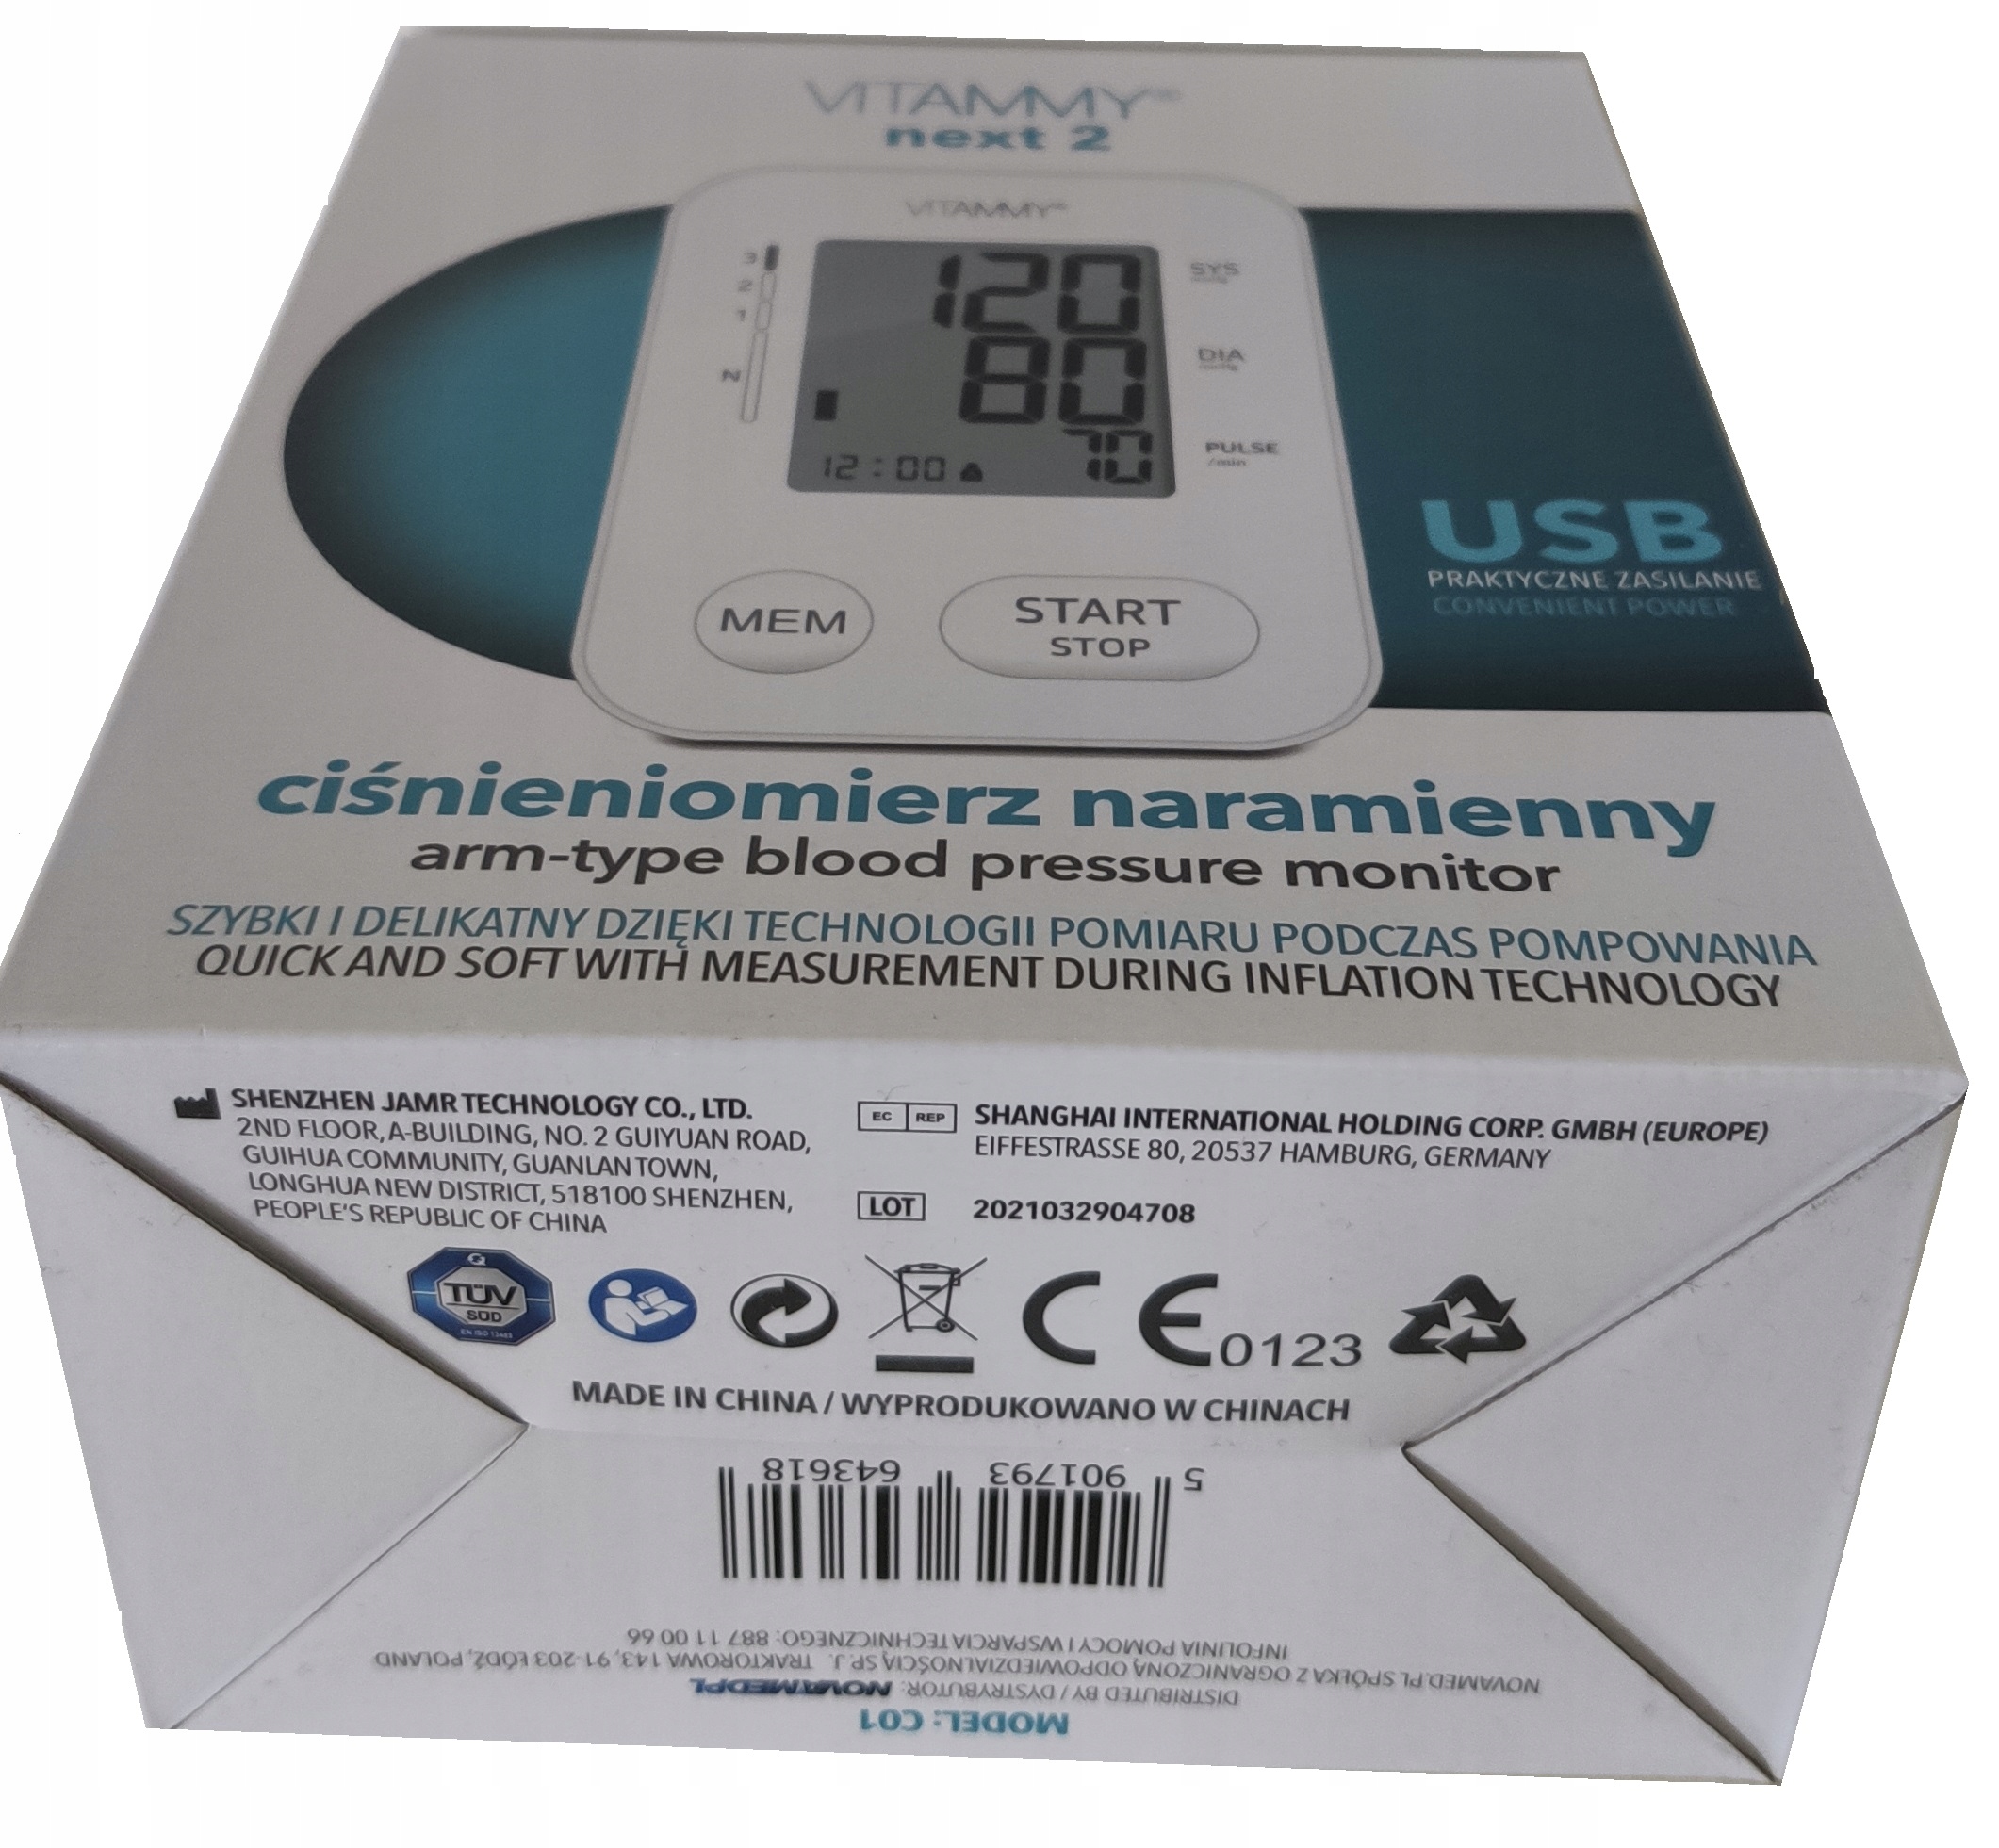 VITAMMY®
next 2
VITAMMY®
3
2
1
N
120
80
70
12:00
SYS
mmHg
DIA
mmHg
PULSE
/min
MEM
START
STOP
USB
PRAKTYCZNE ZASILANIE
CONVENIENT POWER
ciśnieniomierz naramienny
arm-type blood pressure monitor
SZYBKI I DELIKATNY DZIĘKI TECHNOLOGII POMIARU PODCZAS POMPOWANIA
QUICK AND SOFT WITH MEASUREMENT DURING INFLATION TECHNOLOGY
SHENZHEN JAMR TECHNOLOGY CO., LTD.
2ND FLOOR, A-BUILDING, NO. 2 GUIYUAN ROAD,
GUIHUA COMMUNITY, GUANLAN TOWN,
LONGHUA NEW DISTRICT, 518100 SHENZHEN,
PEOPLE'S REPUBLIC OF CHINA
EC REP SHANGHAI INTERNATIONAL HOLDING CORP. GMBH (EUROPE)
EIFFESTRASSE 80, 20537 HAMBURG, GERMANY
LOT 2021032904708
TÜV
SÜD
EN ISO 13485
CE 0123
MADE IN CHINA / WYPRODUKOWANO W CHINACH
MODEL: C01
DISTRIBUTED BY / DYSTRYBUTOR: NOVAMED.PL
NOVAMED.PL SPÓŁKA Z OGRANICZONĄ ODPOWIEDZIALNOŚCIĄ SP. J. TRAKTOROWA 143, 91-203 ŁÓDŹ, POLAND
INFOLINIA POMOCY I WSPARCIA TECHNICZNEGO: 887 11 00 66
5 901793 643618